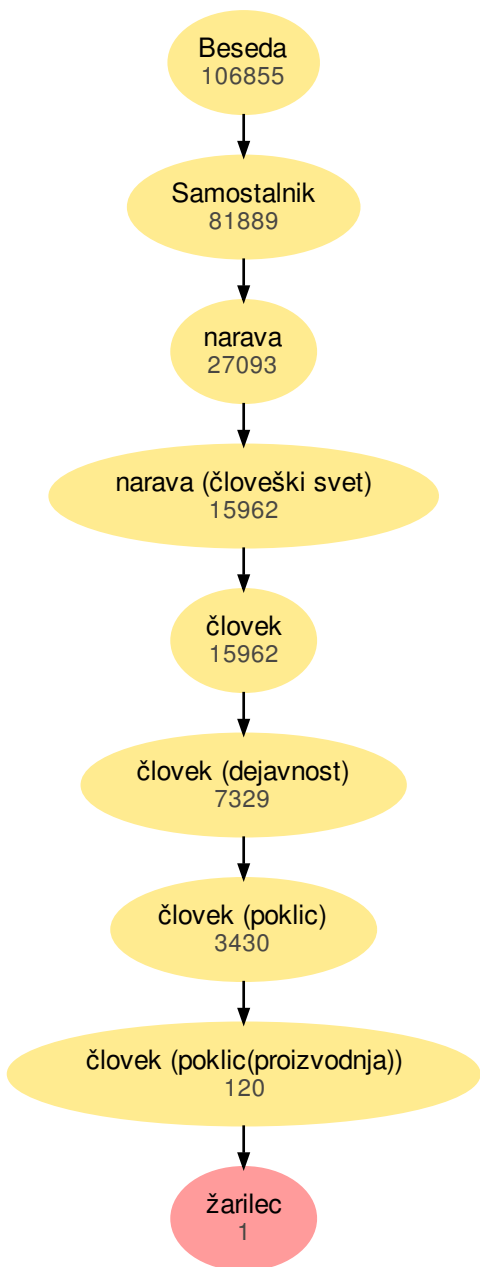 Beseda
106855
Samostalnik
81889
narava
27093
narava (človeški svet)
15962
človek
15962
človek (dejavnost)
7329
človek (poklic)
3430
človek (poklic(proizvodnja))
120
žarilec
1